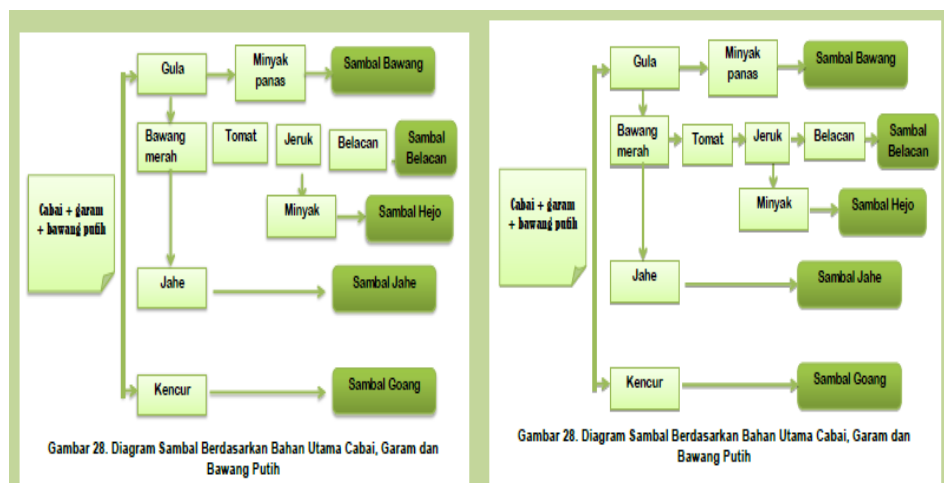 Gula
Minyak
panas
Sambal Bawang
Bawang
merah
Tomat
Jeruk
Belacan
Sambal
Belacan
Cabai + garam
+ bawang putih
Minyak
Sambal Hejo
Jahe
Sambal Jahe
Kencur
Sambal Goang
Gambar 28. Diagram Sambal Berdasarkan Bahan Utama Cabai, Garam dan
Bawang Putih
Gula
Minyak
panas
Sambal Bawang
Bawang
merah
Tomat
Jeruk
Belacan
Sambal
Belacan
Cabai + garam
+ bawang putih
Minyak
Sambal Hejo
Jahe
Sambal Jahe
Kencur
Sambal Goang
Gambar 28. Diagram Sambal Berdasarkan Bahan Utama Cabai, Garam dan
Bawang Putih